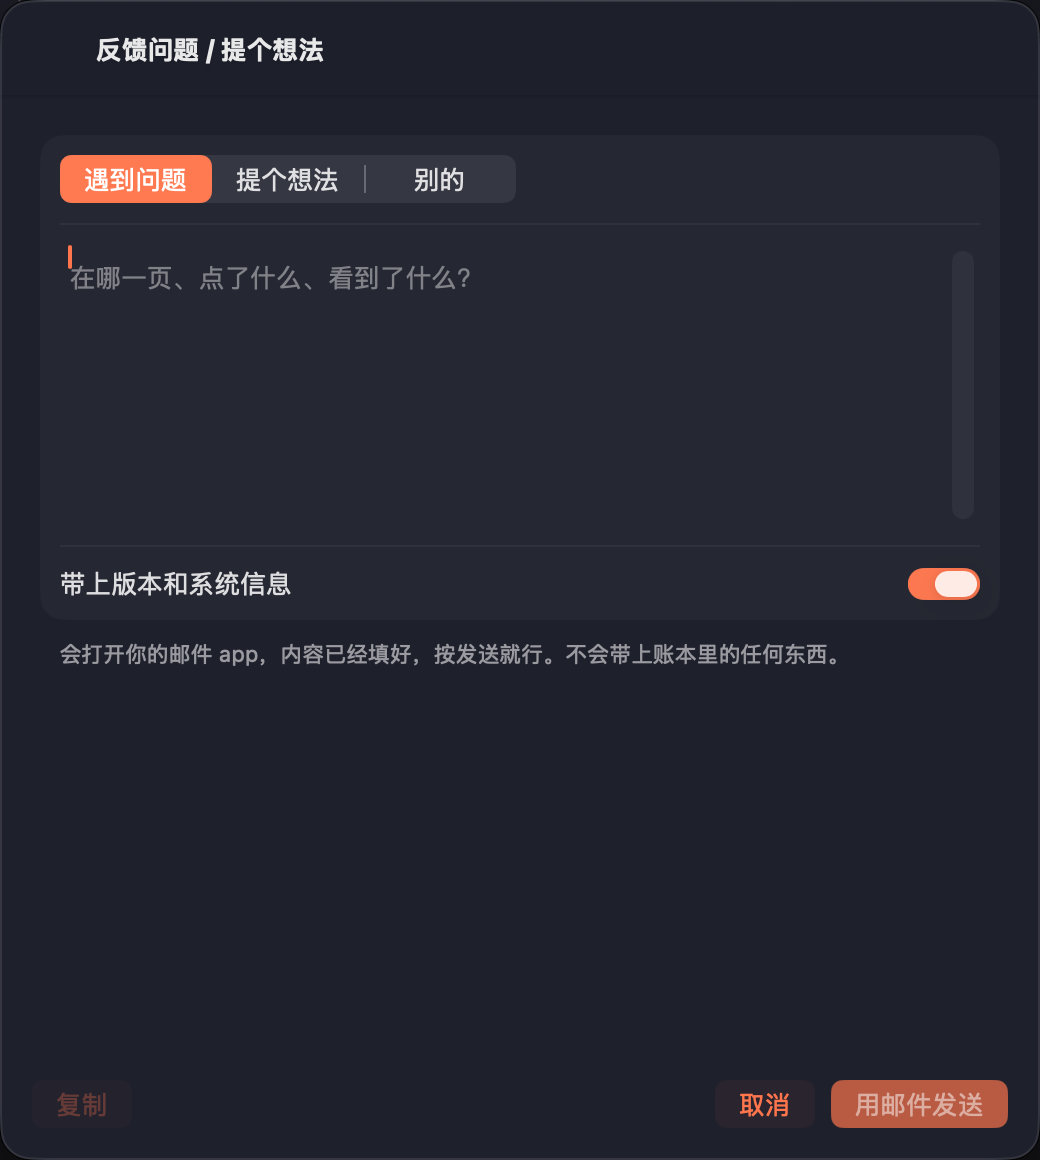 反馈问题 / 提个想法
遇到问题 提个想法 别的
在哪一页、点了什么、看到了什么?
带上版本和系统信息
会打开你的邮件 app，内容已经填好，按发送就行。不会带上账本里的任何东西。
复制 取消 用邮件发送